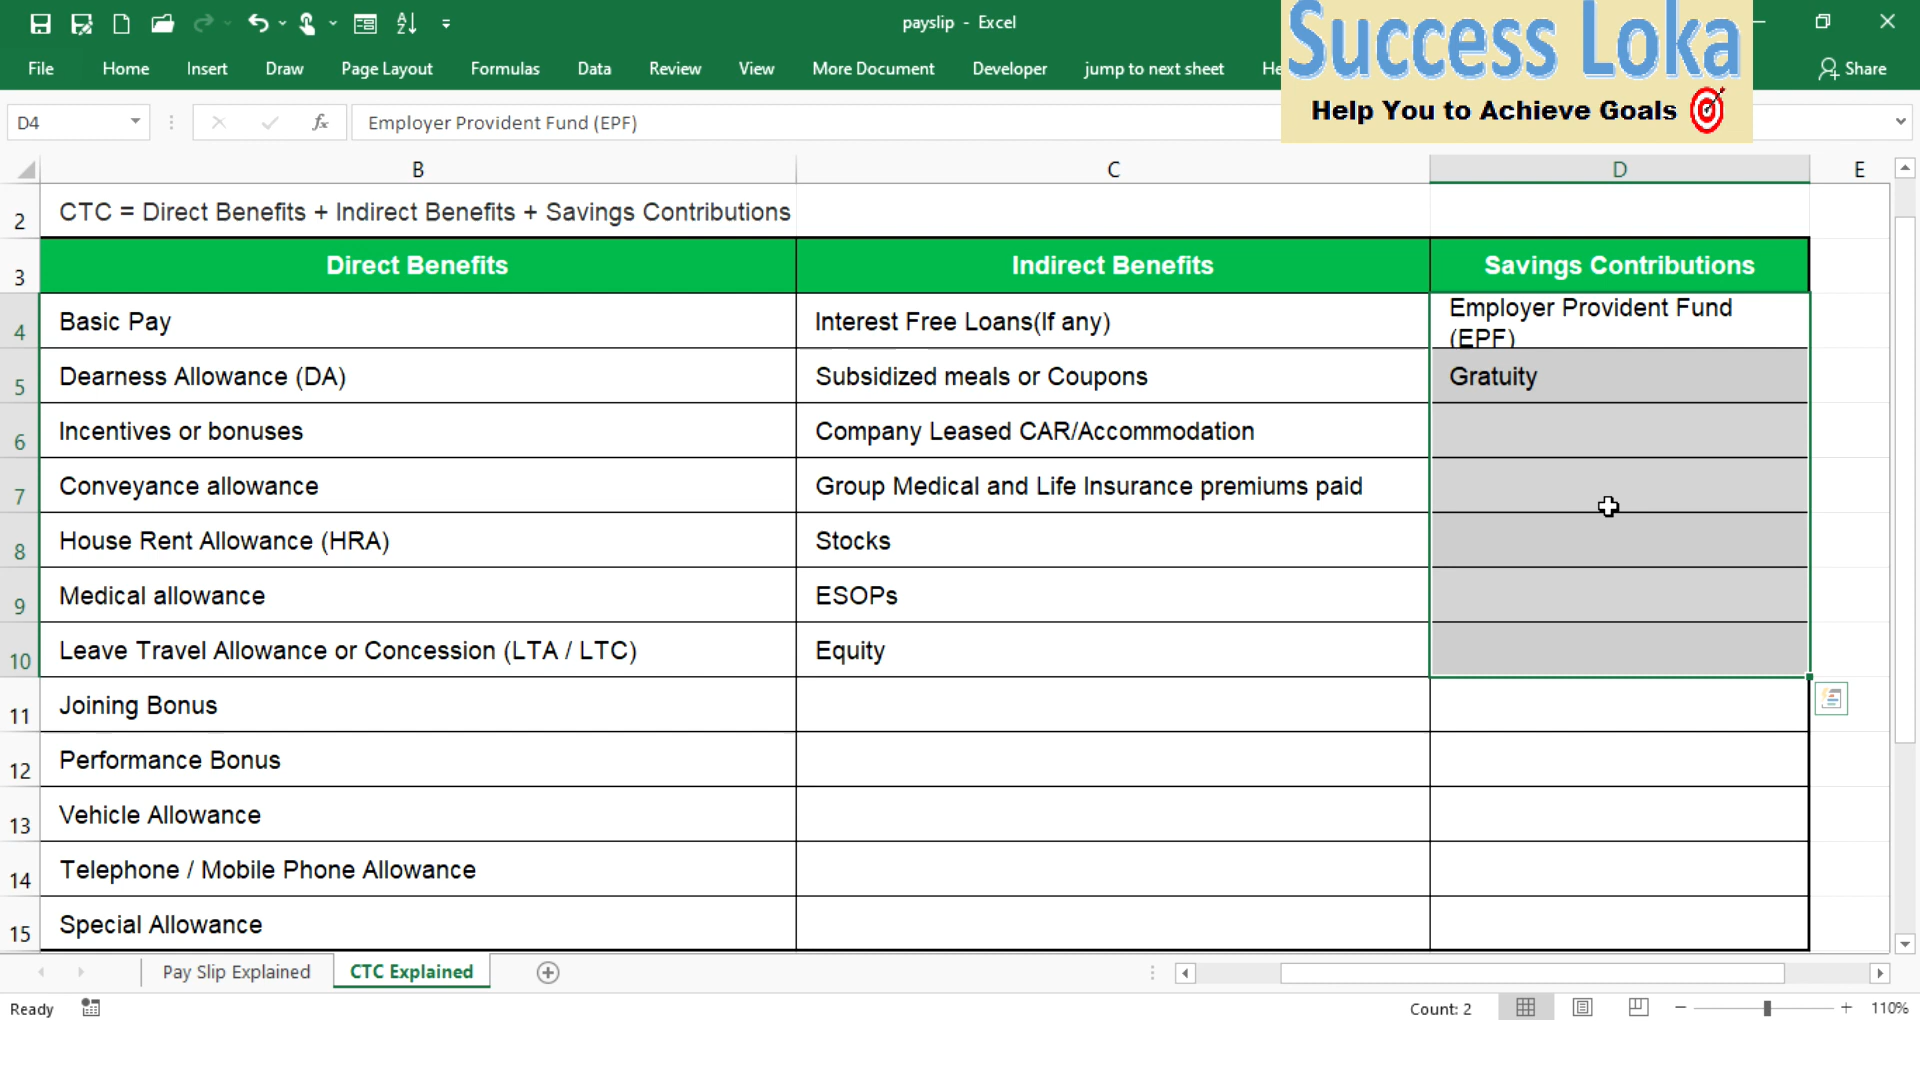 payslip - Excel
Success Loka
Help You to Achieve Goals
File Home Insert Draw Page Layout Formulas Data Review View More Document Developer jump to next sheet Share
D4 fx Employer Provident Fund (EPF)
B C D E
2 CTC = Direct Benefits + Indirect Benefits + Savings Contributions
3 Direct Benefits Indirect Benefits Savings Contributions
4 Basic Pay Interest Free Loans(If any) Employer Provident Fund
(EPF)
5 Dearness Allowance (DA) Subsidized meals or Coupons Gratuity
6 Incentives or bonuses Company Leased CAR/Accommodation
7 Conveyance allowance Group Medical and Life Insurance premiums paid
8 House Rent Allowance (HRA) Stocks
9 Medical allowance ESOPs
10 Leave Travel Allowance or Concession (LTA / LTC) Equity
11 Joining Bonus
12 Performance Bonus
13 Vehicle Allowance
14 Telephone / Mobile Phone Allowance
15 Special Allowance
Pay Slip Explained CTC Explained
Ready Count: 2 110%